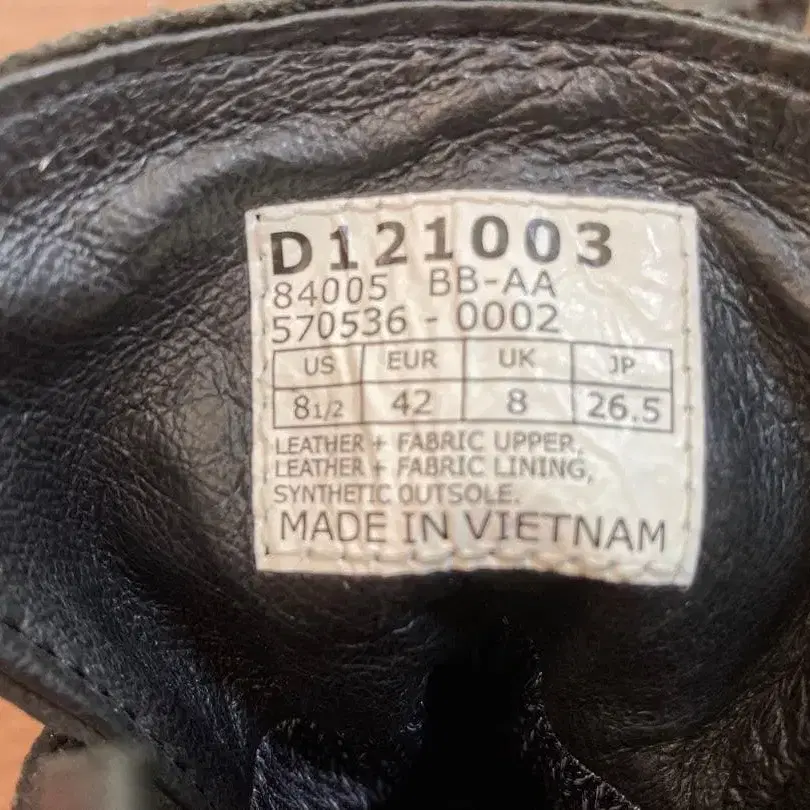 D121003
84005 BB-AA
570536-0002
US EUR UK JP
8 1/2 42 8 26.5
LEATHER + FABRIC UPPER,
LEATHER + FABRIC LINING,
SYNTHETIC OUTSOLE.
MADE IN VIETNAM